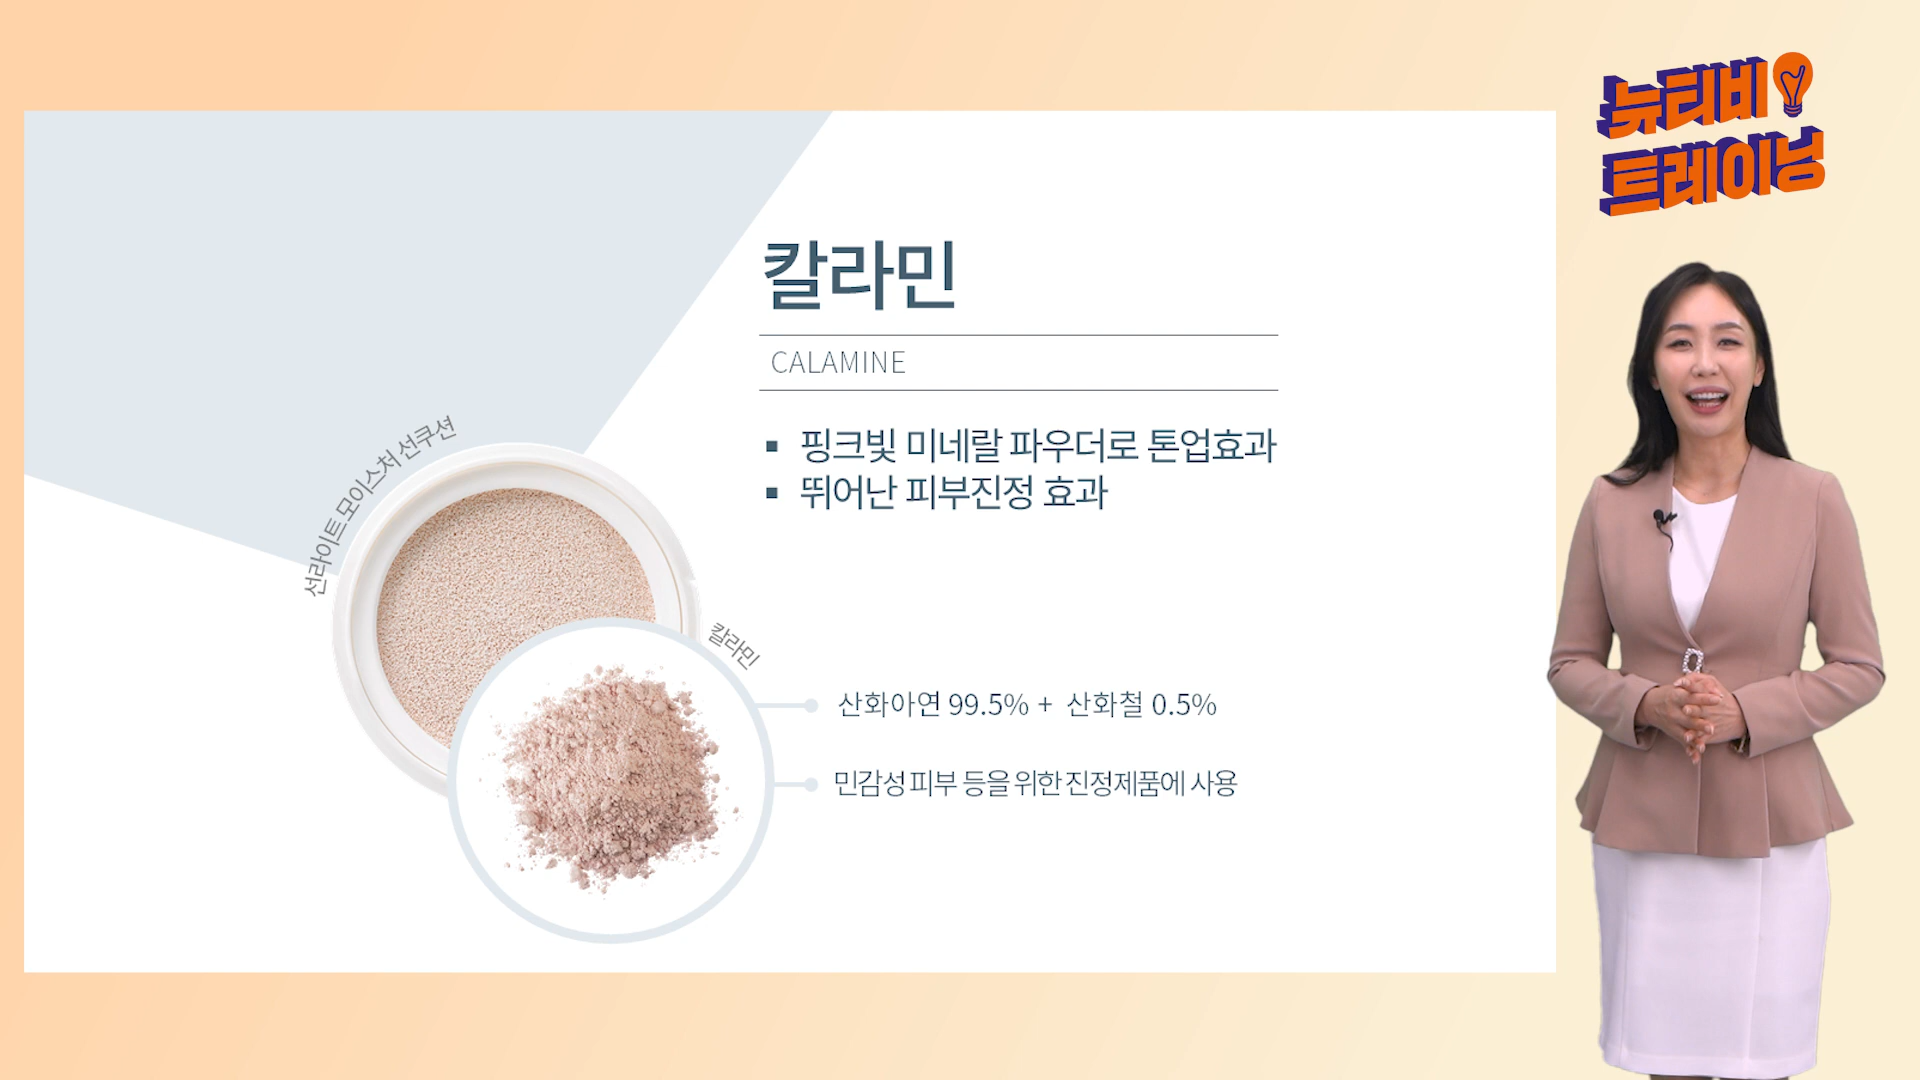 뉴티비
트레이닝
칼라민
CALAMINE
▪ 핑크빛 미네랄 파우더로 톤업효과
▪ 뛰어난 피부진정 효과
선라이트 모이스처 선쿠션
칼라민
산화아연 99.5% + 산화철 0.5%
민감성 피부 등을 위한 진정제품에 사용